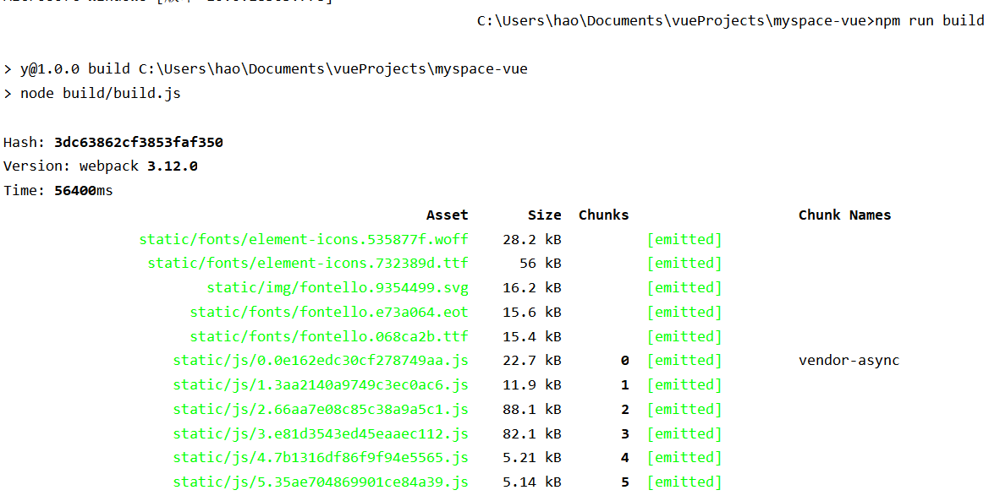 C:\Users\hao\Documents\vueProjects\myspace-vue>npm run build
> y@1.0.0 build C:\Users\hao\Documents\vueProjects\myspace-vue
> node build/build.js
Hash: 3dc63862cf3853faf350
Version: webpack 3.12.0
Time: 56400ms
Asset Size Chunks Chunk Names
static/fonts/element-icons.535877f.woff 28.2 kB [emitted]
static/fonts/element-icons.732389d.ttf 56 kB [emitted]
static/img/fontello.9354499.svg 16.2 kB [emitted]
static/fonts/fontello.e73a064.eot 15.6 kB [emitted]
static/fonts/fontello.068ca2b.ttf 15.4 kB [emitted]
static/js/0.0e162edc30cf278749aa.js 22.7 kB 0 [emitted] vendor-async
static/js/1.3aa2140a9749c3ec0ac6.js 11.9 kB 1 [emitted]
static/js/2.66aa7e08c85c38a9a5c1.js 88.1 kB 2 [emitted]
static/js/3.e81d3543ed45eaaec112.js 82.1 kB 3 [emitted]
static/js/4.7b1316df86f9f94e5565.js 5.21 kB 4 [emitted]
static/js/5.35ae704869901ce84a39.js 5.14 kB 5 [emitted]